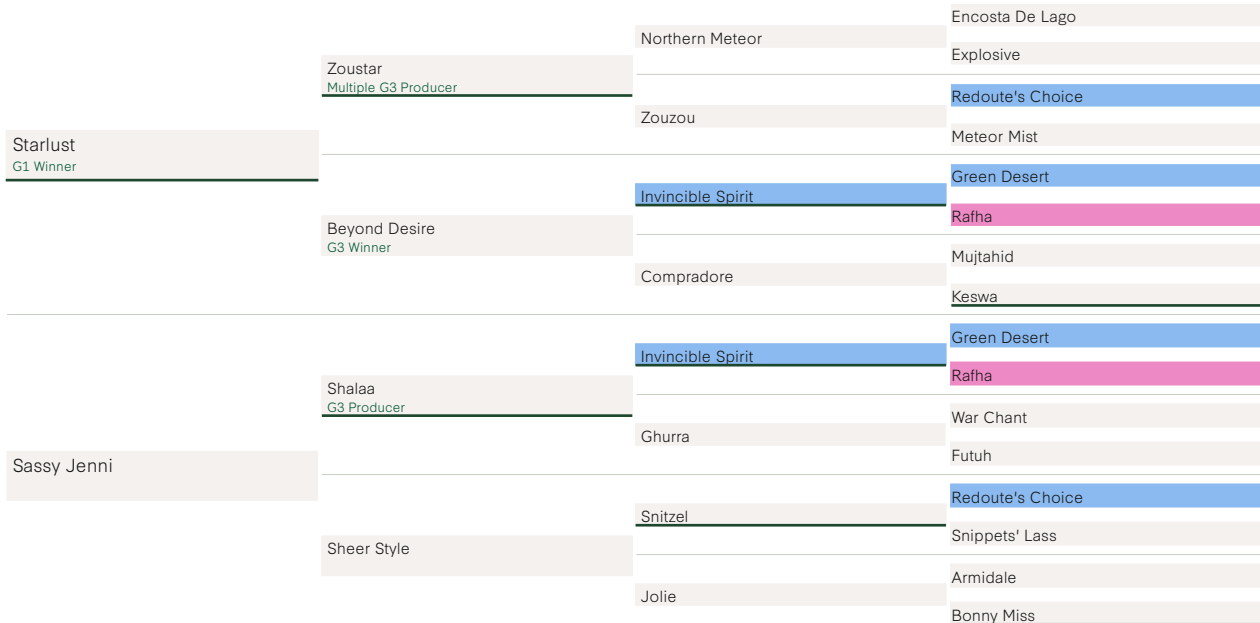 Starlust
G1 Winner
Sassy Jenni
Zoustar
Multiple G3 Producer
Beyond Desire
G3 Winner
Shalaa
G3 Producer
Sheer Style
Northern Meteor
Zouzou
Invincible Spirit
Compradore
Invincible Spirit
Ghurra
Snitzel
Jolie
Encosta De Lago
Explosive
Redoute's Choice
Meteor Mist
Green Desert
Rafha
Mujtahid
Keswa
Green Desert
Rafha
War Chant
Futuh
Redoute's Choice
Snippets' Lass
Armidale
Bonny Miss